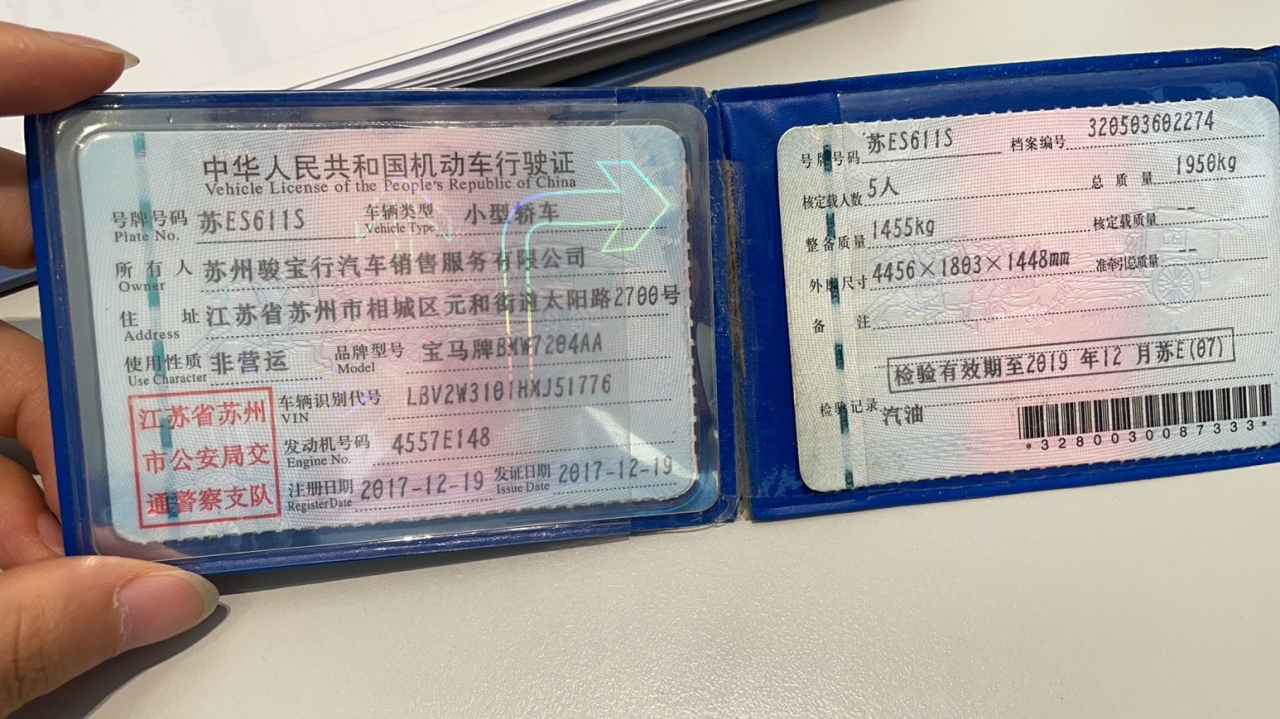 中华人民共和国机动车行驶证
Vehicle License of the People's Republic of China
号牌号码 苏ES611S 车辆类型 小型轿车
Plate No. Vehicle Type
所有人 苏州骏宝行汽车销售服务有限公司
Owner
住址 江苏省苏州市相城区元和街道太阳路2700号
Address
使用性质 非营运 品牌型号 宝马牌BMW7204AA
Use Character Model
江苏省苏州
市公安局交
通警察支队
车辆识别代号 LBV2W3101HMJ51776
VIN
发动机号码 4557E148
Engine No.
注册日期 2017-12-19 发证日期 2017-12-19
Register Date Issue Date
号牌号码 苏ES611S 档案编号 320503602274
核定载人数 5人 总质量 1950kg
整备质量 1455kg 核定载质量 --
外廓尺寸 4456×1803×1448mm 准牵引总质量 --
备注
检验有效期至2019年12月苏E(07)
检验记录 汽油
*3280030087333*